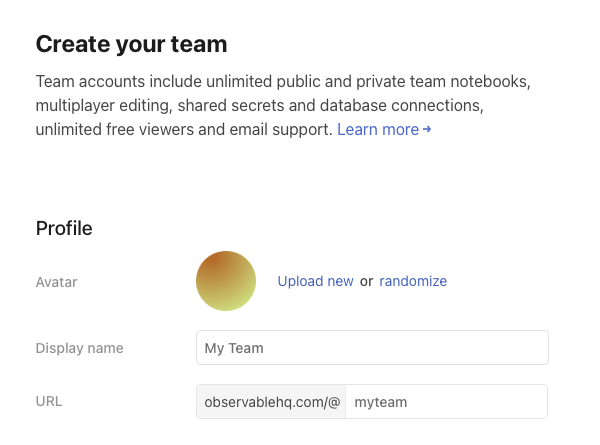 Create your team
Team accounts include unlimited public and private team notebooks,
multiplayer editing, shared secrets and database connections,
unlimited free viewers and email support. Learn more →
Profile
Avatar
Upload new or randomize
Display name
My Team
URL
observablehq.com/@ myteam